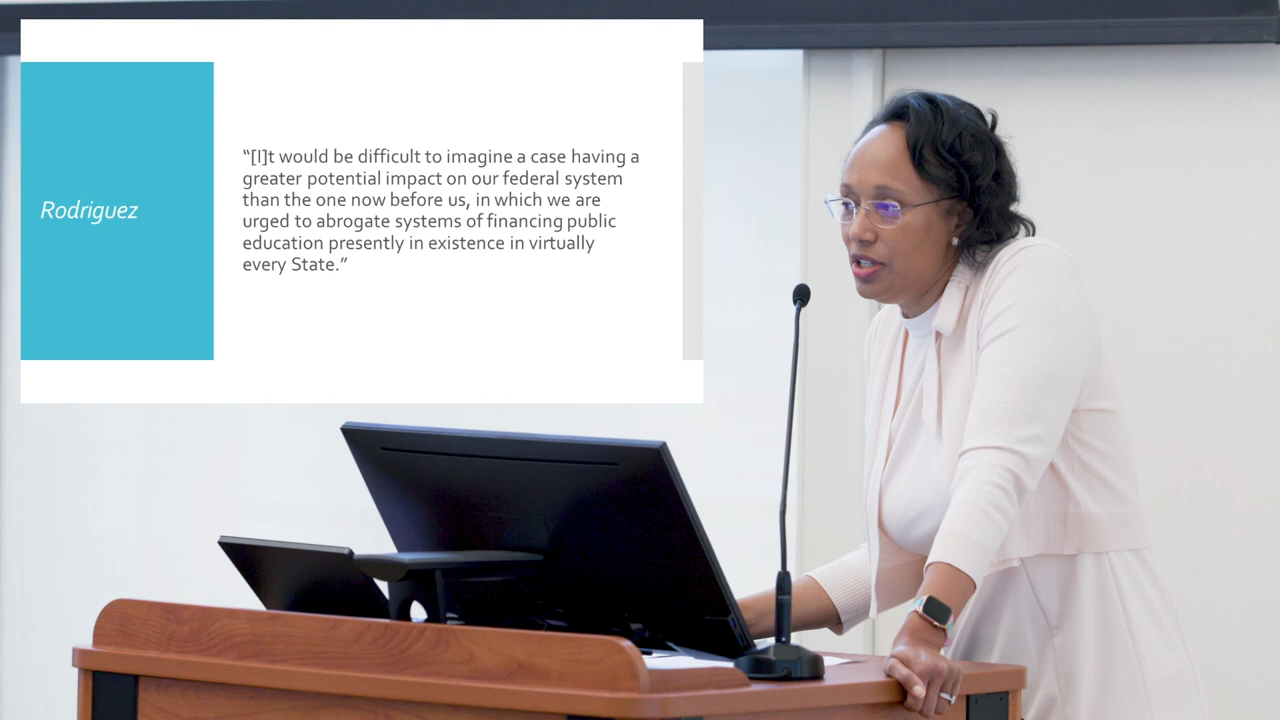 Rodriguez
“[I]t would be difficult to imagine a case having a
greater potential impact on our federal system
than the one now before us, in which we are
urged to abrogate systems of financing public
education presently in existence in virtually
every State.”